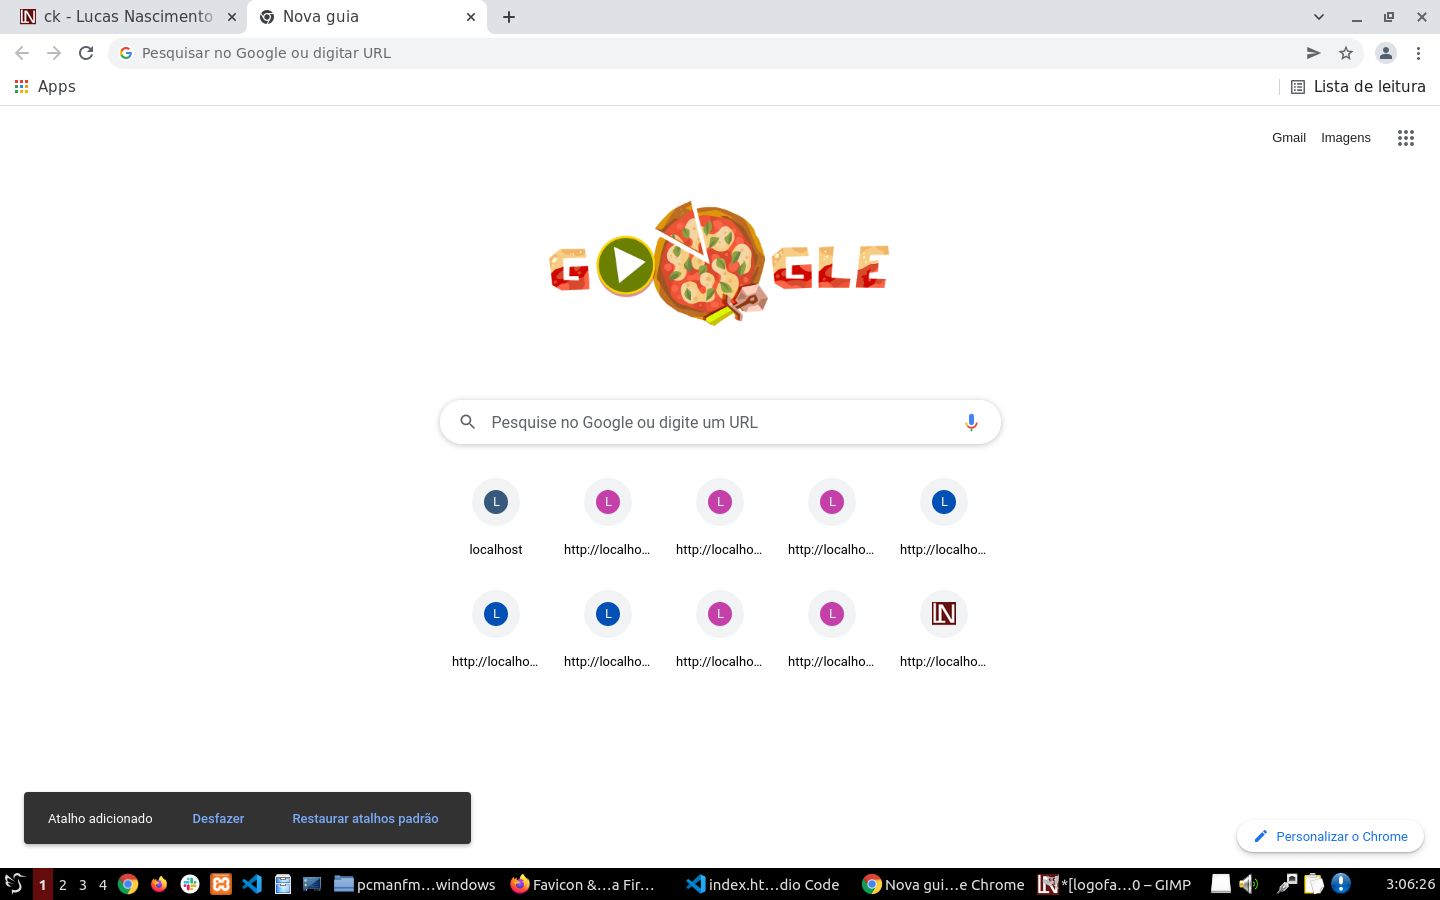 ck - Lucas Nascimento
Nova guia
Pesquisar no Google ou digitar URL
Apps
Lista de leitura
Gmail
Imagens
GOOGLE
Pesquise no Google ou digite um URL
L
L
L
L
L
localhost
http://localho...
http://localho...
http://localho...
http://localho...
L
L
L
L
LN
http://localho...
http://localho...
http://localho...
http://localho...
http://localho...
Atalho adicionado
Desfazer
Restaurar atalhos padrão
Personalizar o Chrome
1 2 3 4
pcmanfm...windows
Favicon &...a Fir...
index.ht...dio Code
Nova gui...e Chrome
*[logofa...0 – GIMP
3:06:26